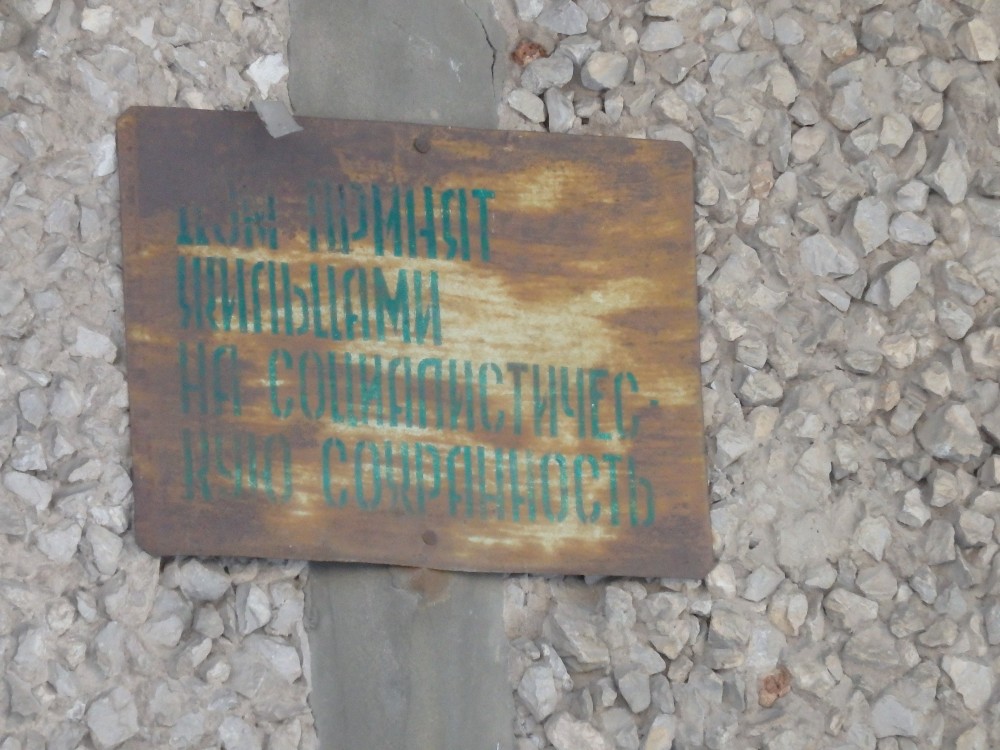 ДОМ ПРИНЯТ
ЖИЛЬЦАМИ
НА СОЦИАЛИСТИЧЕС-
КУЮ СОХРАННОСТЬ